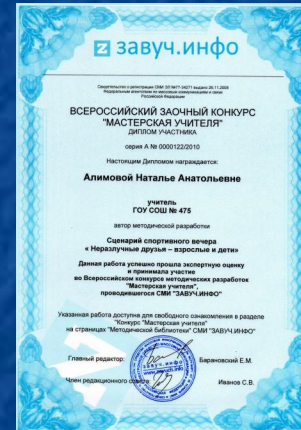 завуч.инфо
Свидетельство о регистрации СМИ: ЭЛ №77-34271 выдано 26.11.2008
Федеральным агентством по массовым коммуникациям и связи
Российской Федерации
ВСЕРОССИЙСКИЙ ЗАОЧНЫЙ КОНКУРС
"МАСТЕРСКАЯ УЧИТЕЛЯ"
ДИПЛОМ УЧАСТНИКА
серия А № 0000122/2010
Настоящим Дипломом награждается:
Алимовой Наталье Анатольевне
учитель
ГОУ СОШ № 475
автор методической разработки
Сценарий спортивного вечера
« Неразлучные друзья – взрослые и дети»
Данная работа успешно прошла экспертную оценку
и принимала участие
во Всероссийском конкурсе методических разработок
"Мастерская учителя",
проводившегося СМИ "ЗАВУЧ.ИНФО"
Указанная работа доступна для свободного ознакомления в разделе
"Конкурс "Мастерская учителя"
на страницах "Методической библиотеки" СМИ "ЗАВУЧ.ИНФО"
Главный редактор: Барановский Е.М.
завуч.инфо
Член редакционного совета: Иванов С.В.